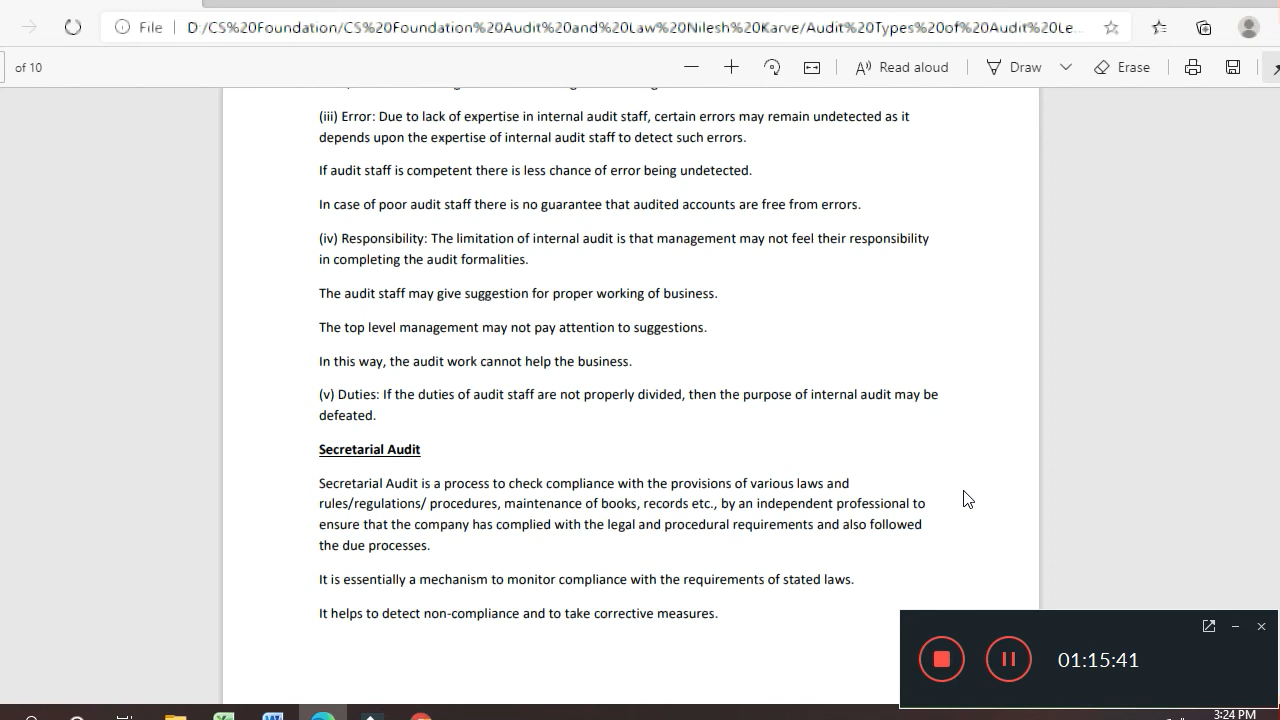 File
D:/CS%20Foundation/CS%20Foundation%20Audit%20and%20Law%20Nilesh%20Karve/Audit%20Types%20of%20Audit%20Le...
of 10
Read aloud
Draw
Erase
(iii) Error: Due to lack of expertise in internal audit staff, certain errors may remain undetected as it
depends upon the expertise of internal audit staff to detect such errors.
If audit staff is competent there is less chance of error being undetected.
In case of poor audit staff there is no guarantee that audited accounts are free from errors.
(iv) Responsibility: The limitation of internal audit is that management may not feel their responsibility
in completing the audit formalities.
The audit staff may give suggestion for proper working of business.
The top level management may not pay attention to suggestions.
In this way, the audit work cannot help the business.
(v) Duties: If the duties of audit staff are not properly divided, then the purpose of internal audit may be
defeated.
Secretarial Audit
Secretarial Audit is a process to check compliance with the provisions of various laws and
rules/regulations/ procedures, maintenance of books, records etc., by an independent professional to
ensure that the company has complied with the legal and procedural requirements and also followed
the due processes.
It is essentially a mechanism to monitor compliance with the requirements of stated laws.
It helps to detect non-compliance and to take corrective measures.
01:15:41
3:24 PM